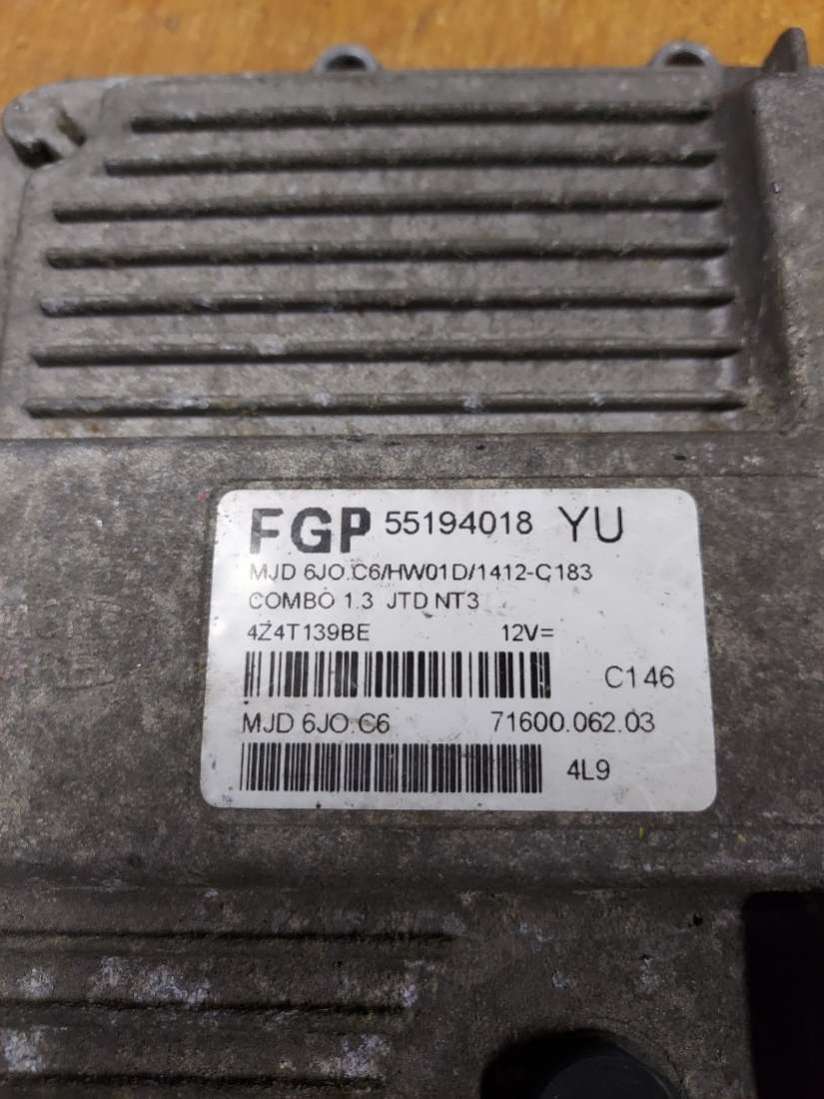 FGP 55194018 YU
MJD 6JO.C6/HW01D/1412-C183
COMBO 1.3 JTD NT3
4Z4T139BE 12V=
C146
MJD 6JO.C6 71600.062.03
4L9